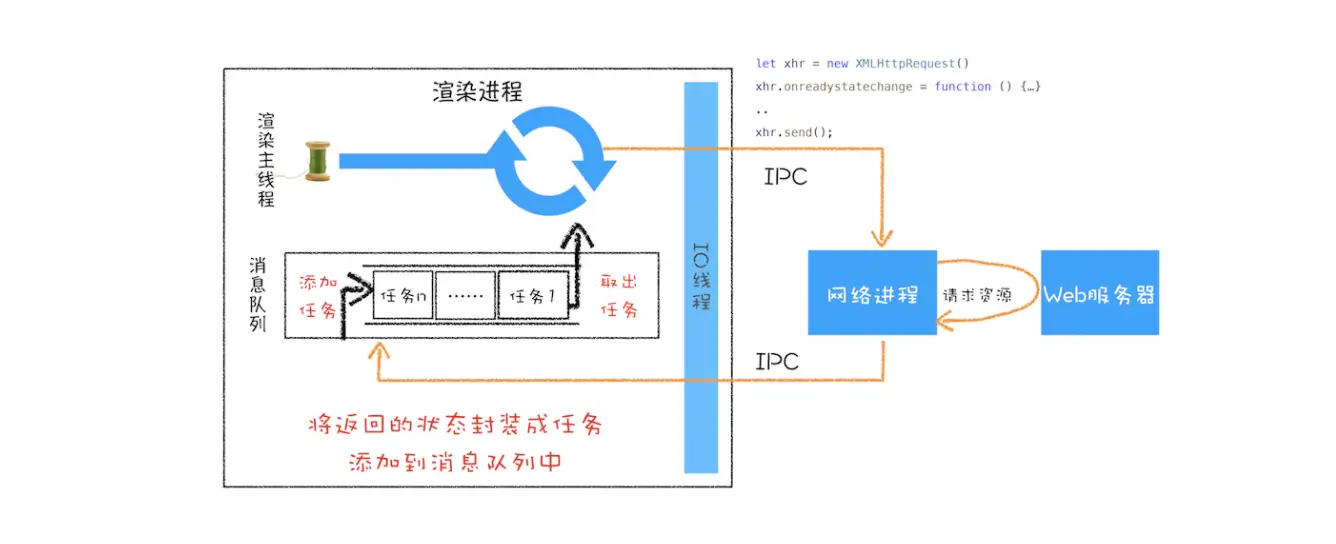 let xhr = new XMLHttpRequest()
xhr.onreadystatechange = function () {…}
..
xhr.send();
渲染进程
渲染主线程
IPC
IO线程
消息队列
添加
任务
任务n
……
任务1
取出
任务
网络进程
请求资源
Web服务器
IPC
将返回的状态封装成任务
添加到消息队列中